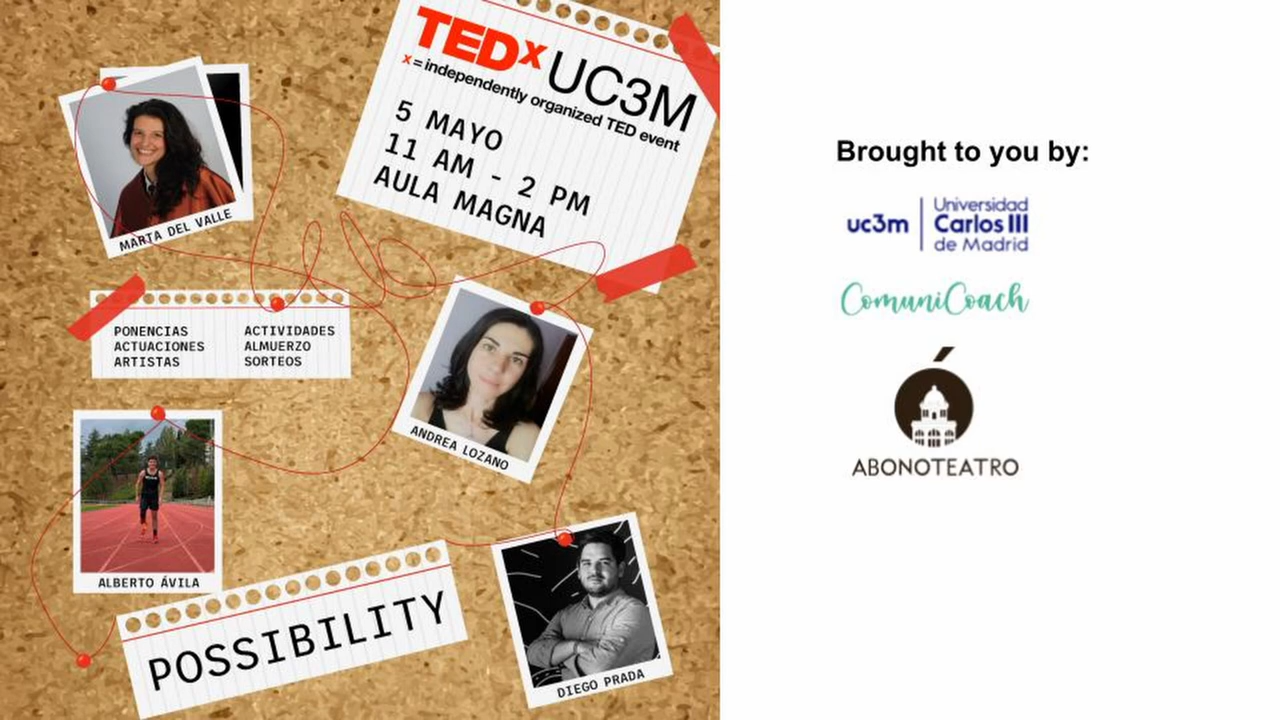 TEDxUC3M
x = independently organized TED event
5 MAYO
11 AM - 2 PM
AULA MAGNA
MARTA DEL VALLE
PONENCIAS
ACTUACIONES
ARTISTAS
ACTIVIDADES
ALMUERZO
SORTEOS
ANDREA LOZANO
ALBERTO ÁVILA
POSSIBILITY
DIEGO PRADA
Brought to you by:
uc3m
Universidad
Carlos III
de Madrid
ComuniCoach
ABONOTEATRO